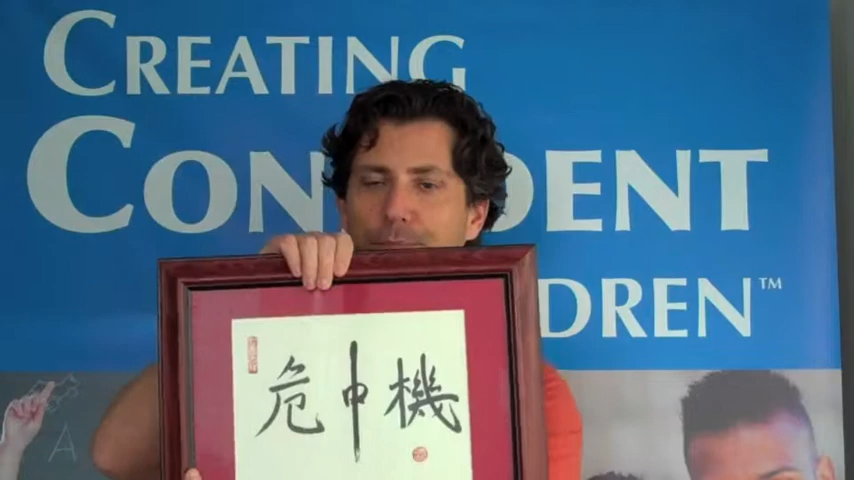 CREATING
CON DENT
DREN™
危中機
A